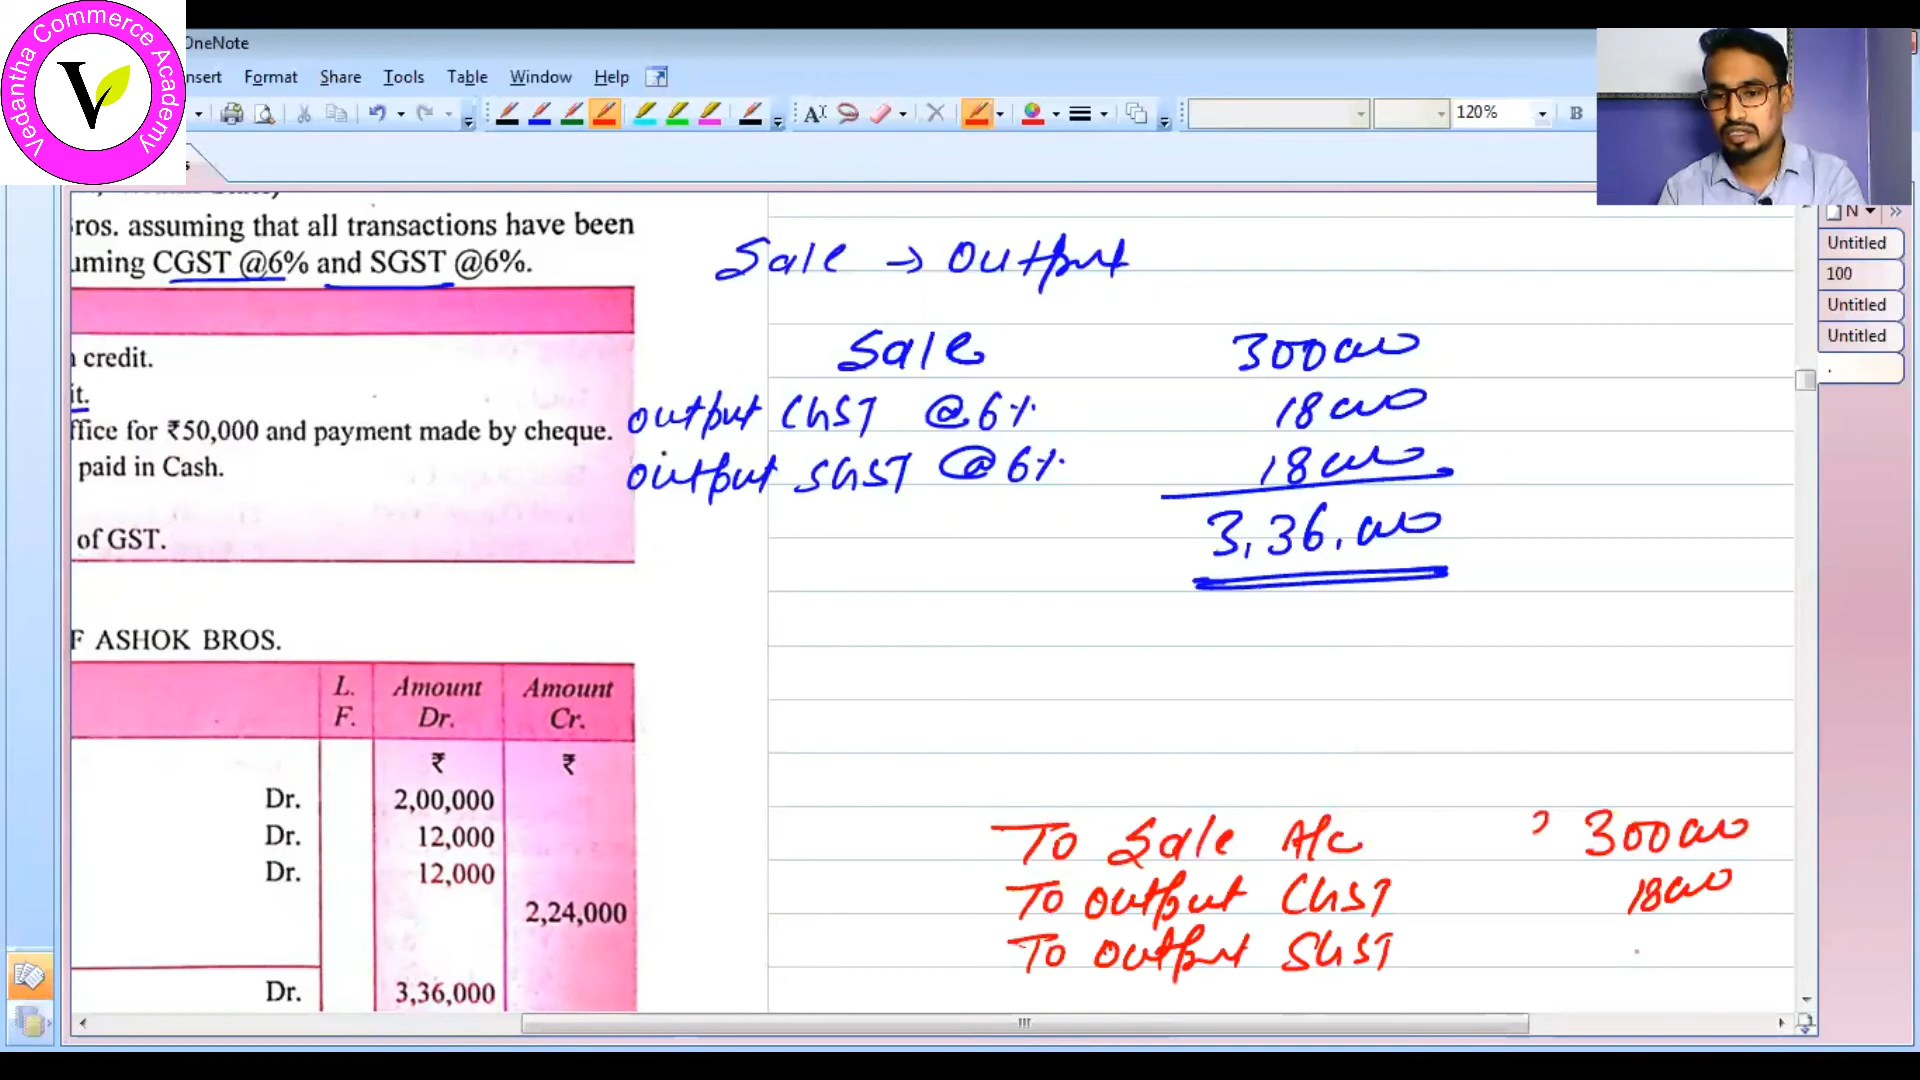 Vedantha Commerce Academy
V
OneNote
nsert Format Share Tools Table Window Help
120% B
ros. assuming that all transactions have been
uming CGST @6% and SGST @6%.
n credit.
it.
ffice for ₹50,000 and payment made by cheque.
paid in Cash.
of GST.
F ASHOK BROS.
L. F. Amount Dr. Amount Cr.
₹ ₹
Dr. 2,00,000
Dr. 12,000
Dr. 12,000
2,24,000
Dr. 3,36,000
Sale → Output
Sale 300000
output CGST @6% 18000
output SGST @6% 18000
3,36,000
To Sale A/c 300000
To output CGST 18000
To output SGST
N
Untitled
100
Untitled
Untitled